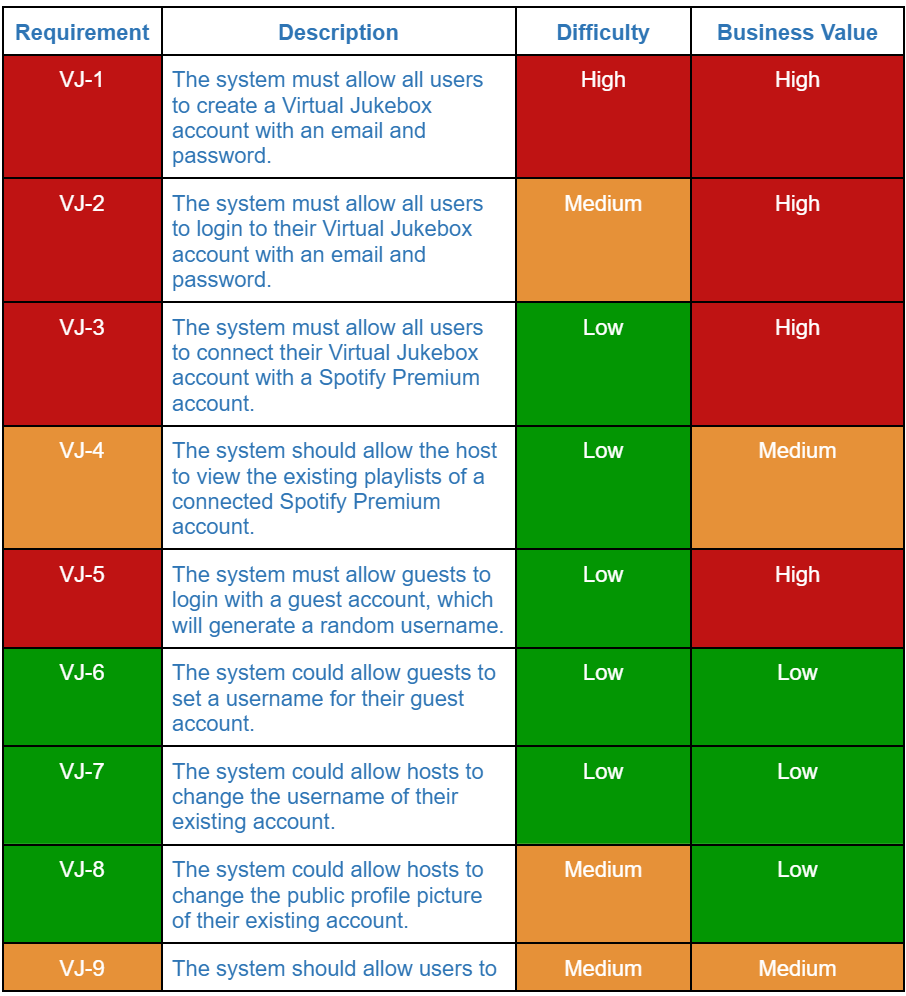 Requirement Description Difficulty Business Value
VJ-1 The system must allow all users High High
to create a Virtual Jukebox
account with an email and
password.
VJ-2 The system must allow all users Medium High
to login to their Virtual Jukebox
account with an email and
password.
VJ-3 The system must allow all users Low High
to connect their Virtual Jukebox
account with a Spotify Premium
account.
VJ-4 The system should allow the host Low Medium
to view the existing playlists of a
connected Spotify Premium
account.
VJ-5 The system must allow guests to Low High
login with a guest account, which
will generate a random username.
VJ-6 The system could allow guests to Low Low
set a username for their guest
account.
VJ-7 The system could allow hosts to Low Low
change the username of their
existing account.
VJ-8 The system could allow hosts to Medium Low
change the public profile picture
of their existing account.
VJ-9 The system should allow users to Medium Medium